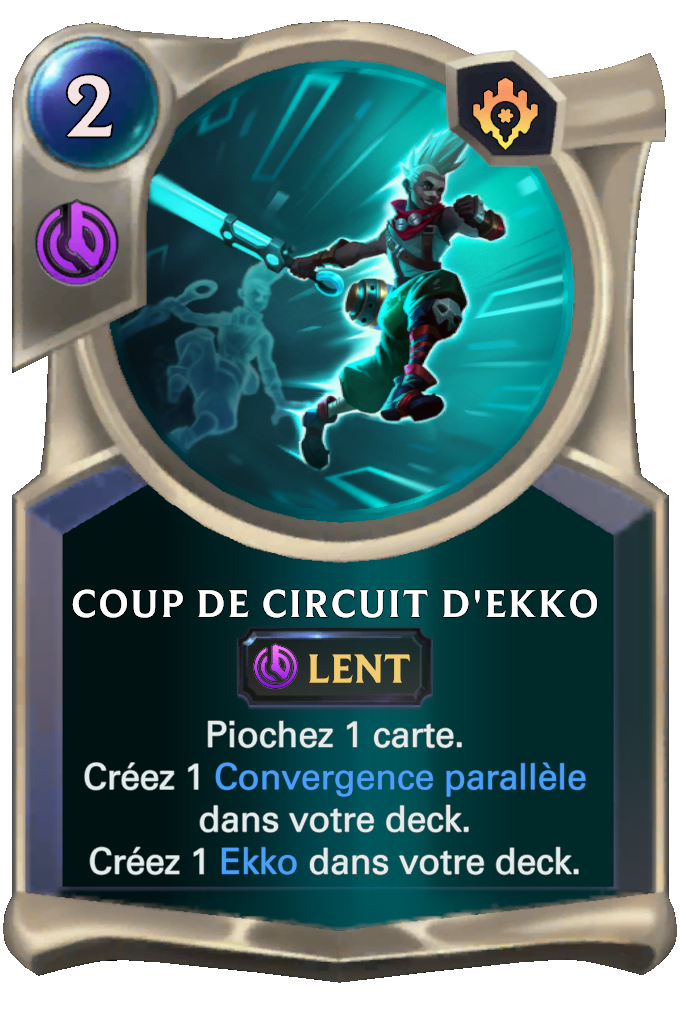 2
COUP DE CIRCUIT D'EKKO
LENT
Piochez 1 carte.
Créez 1 Convergence parallèle
dans votre deck.
Créez 1 Ekko dans votre deck.